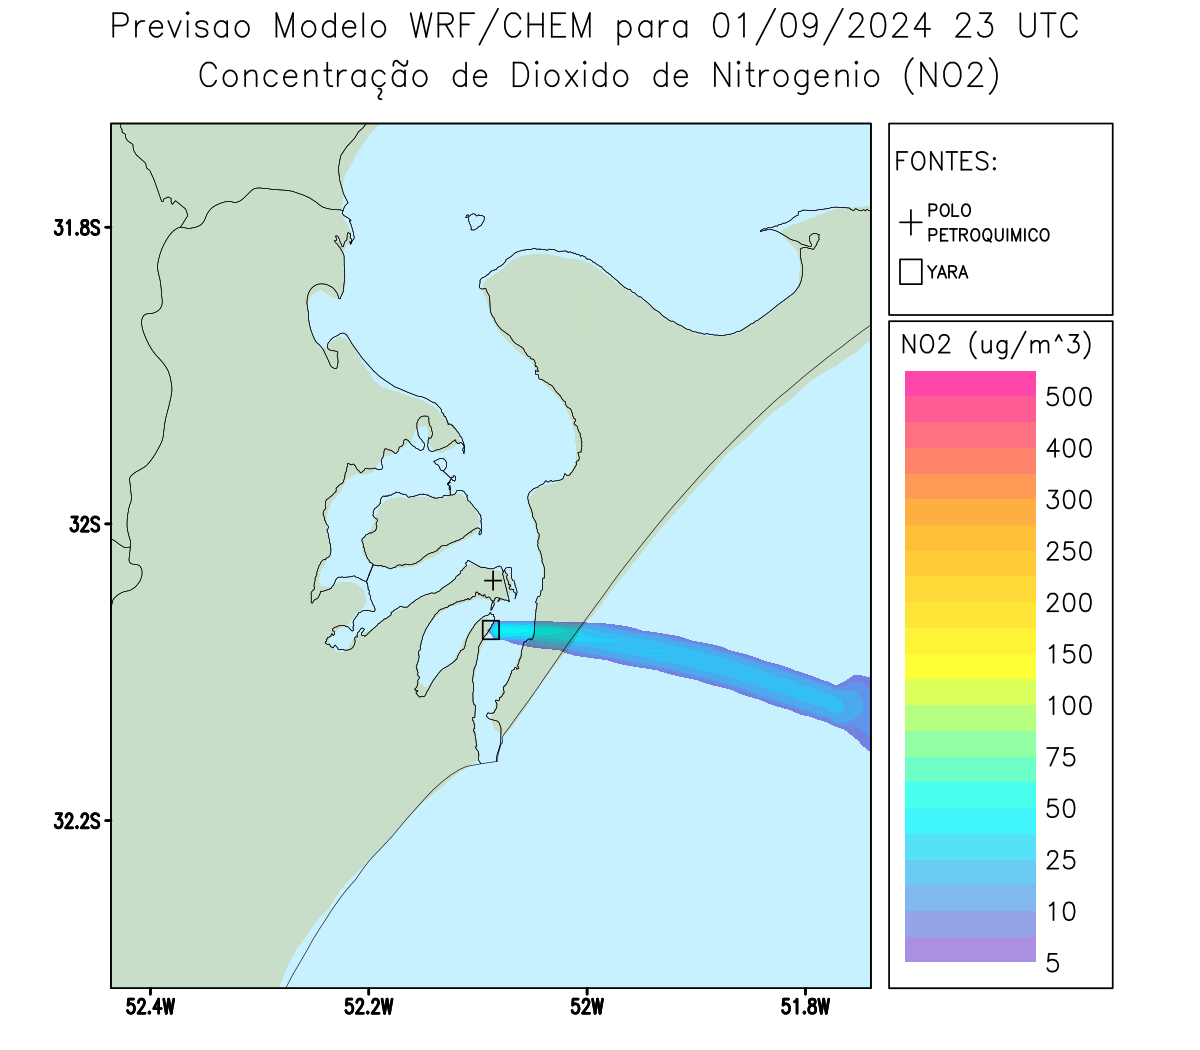 Previsao Modelo WRF/CHEM para 01/09/2024 23 UTC
Concentração de Dioxido de Nitrogenio (NO2)
FONTES:
POLO
PETROQUIMICO
YARA
NO2 (ug/m^3)
500
400
300
250
200
150
100
75
50
25
10
5
31.8S
32S
32.2S
52.4W
52.2W
52W
51.8W